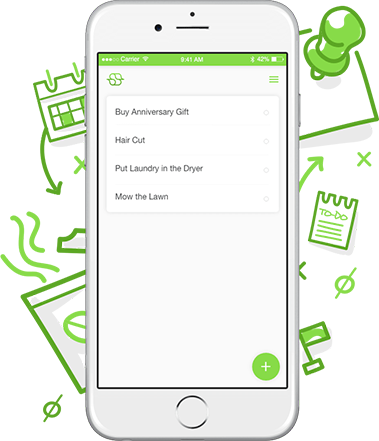 Carrier 9:41 AM 42%
Buy Anniversary Gift
Hair Cut
Put Laundry in the Dryer
Mow the Lawn
TO-DO
+